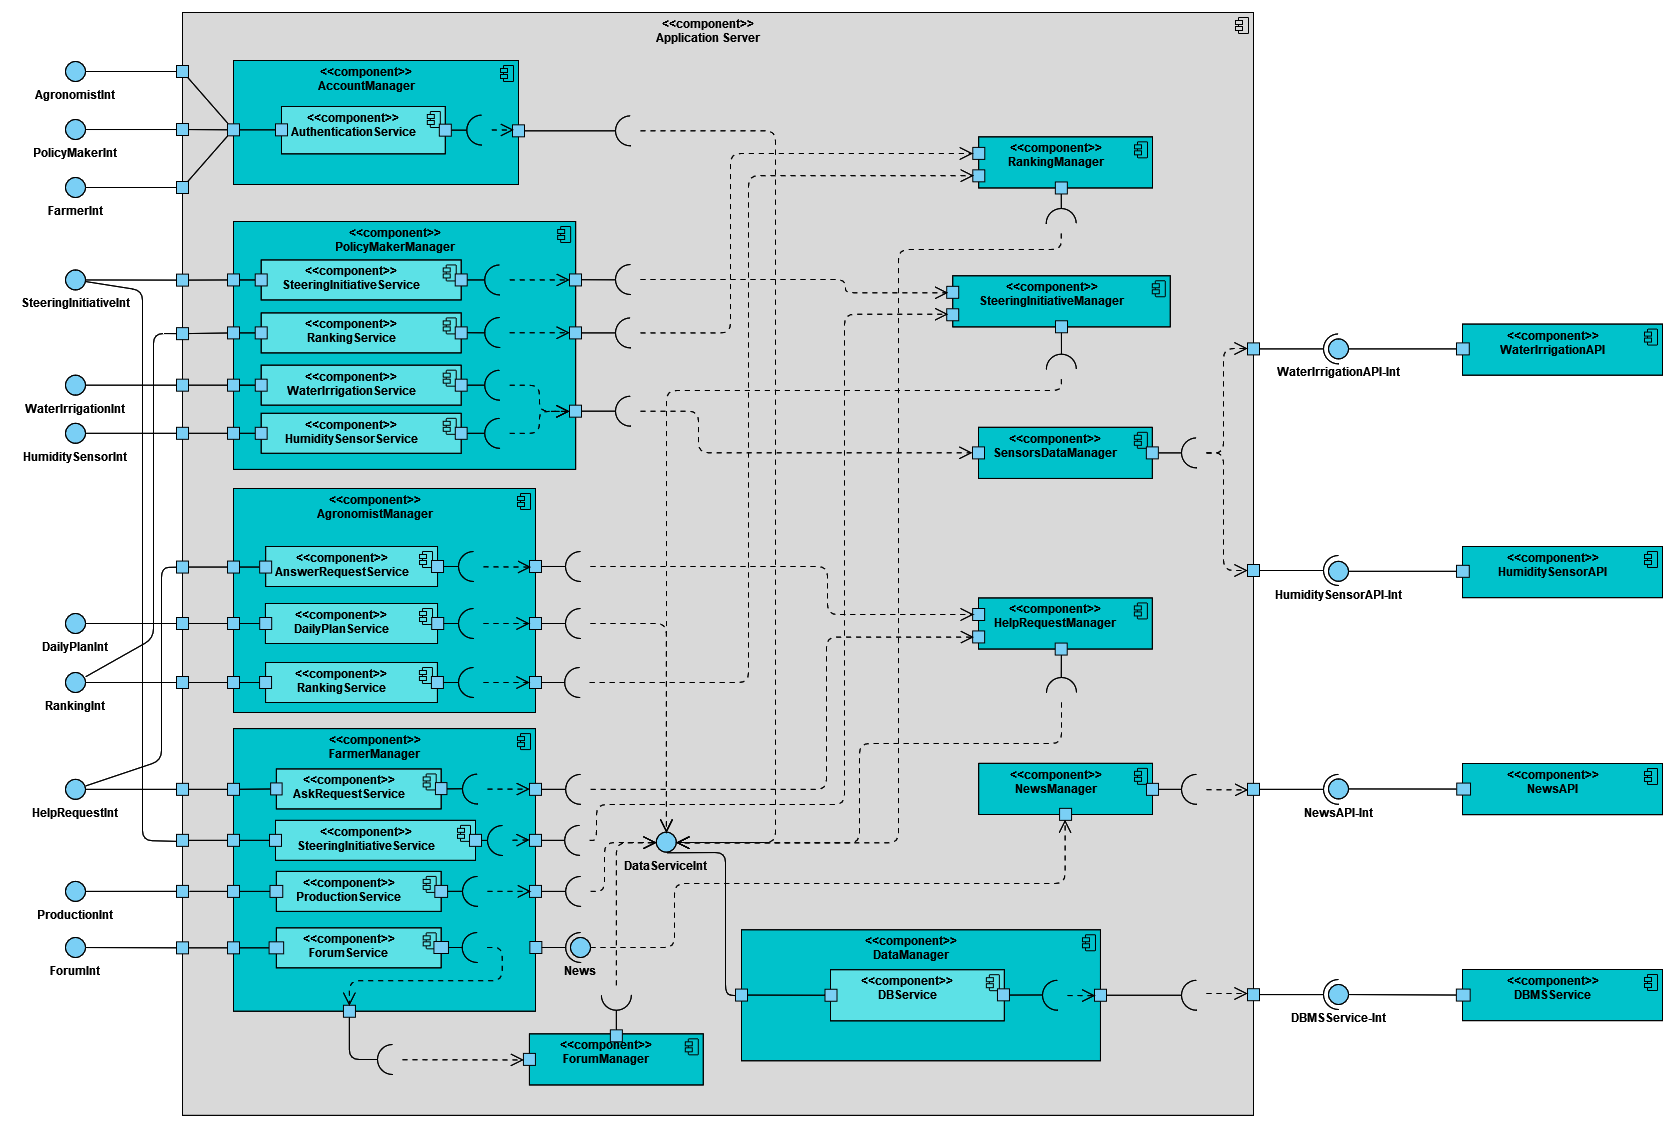 <<component>>
Application Server
AgronomistInt
PolicyMakerInt
FarmerInt
SteeringInitiativeInt
WaterIrrigationInt
HumiditySensorInt
DailyPlanInt
RankingInt
HelpRequestInt
ProductionInt
ForumInt
<<component>>
AccountManager
<<component>>
AuthenticationService
<<component>>
PolicyMakerManager
<<component>>
SteeringInitiativeService
<<component>>
RankingService
<<component>>
WaterIrrigationService
<<component>>
HumiditySensorService
<<component>>
AgronomistManager
<<component>>
AnswerRequestService
<<component>>
DailyPlanService
<<component>>
RankingService
<<component>>
FarmerManager
<<component>>
AskRequestService
<<component>>
SteeringInitiativeService
<<component>>
ProductionService
<<component>>
ForumService
News
DataServiceInt
<<component>>
ForumManager
<<component>>
DataManager
<<component>>
DBService
<<component>>
RankingManager
<<component>>
SteeringInitiativeManager
<<component>>
SensorsDataManager
<<component>>
HelpRequestManager
<<component>>
NewsManager
WaterIrrigationAPI-Int
HumiditySensorAPI-Int
NewsAPI-Int
DBMSService-Int
<<component>>
WaterIrrigationAPI
<<component>>
HumiditySensorAPI
<<component>>
NewsAPI
<<component>>
DBMSService